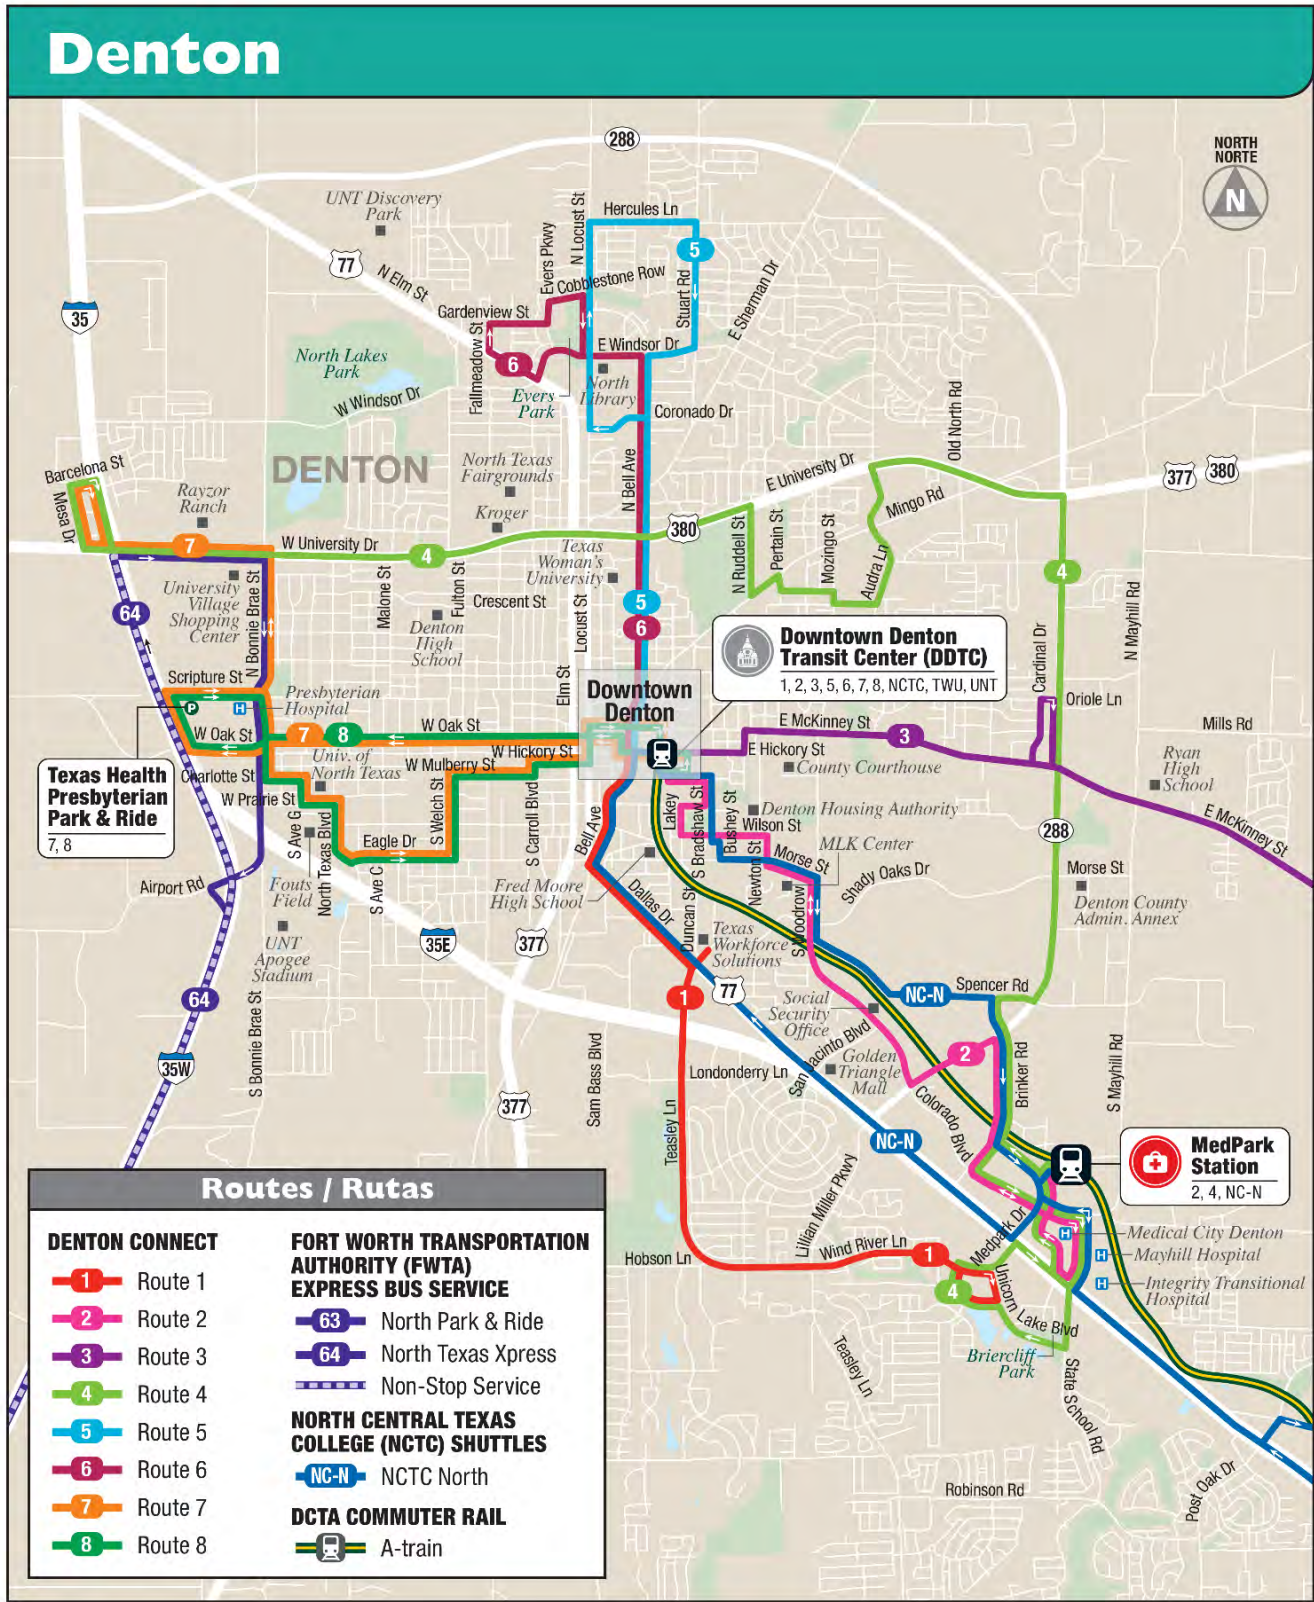 Denton
288
NORTH
NORTE
N
UNT Discovery
Park
N Locust St
Hercules Ln
5
77
N Elm St
Evers Pkwy
Cobblestone Row
Stuart Rd
E Sherman Dr
35
Gardenview St
Fallmeadow St
6
E Windsor Dr
North Lakes
Park
W Windsor Dr
Evers
Park
North
Library
Coronado Dr
Old North Rd
Barcelona St
Mesa Dr
DENTON
Rayzor
Ranch
North Texas
Fairgrounds
Kroger
N Bell Ave
E University Dr
Mingo Rd
377
380
7
W University Dr
4
380
Texas
Woman's
University
N Ruddell St
Pertain St
Mozingo St
Audra Ln
4
64
University
Village
Shopping
Center
N Bonnie Brae St
Malone St
Fulton St
Crescent St
Denton
High
School
Locust St
5
6
N Mayhill Rd
Downtown Denton
Transit Center (DDTC)
1, 2, 3, 5, 6, 7, 8, NCTC, TWU, UNT
Cardinal Dr
Oriole Ln
Mills Rd
Scripture St
P
H
Presbyterian
Hospital
Elm St
Downtown
Denton
W Oak St
7
8
W Oak St
Univ. of
North Texas
W Hickory St
W Mulberry St
E McKinney St
3
E Hickory St
County Courthouse
Ryan
High
School
E McKinney St
Texas Health
Presbyterian
Park & Ride
7, 8
Charlotte St
W Prairie St
S Ave G
North Texas Blvd
Eagle Dr
S Ave C
S Welch St
S Carroll Blvd
Bell Ave
Lakey
S Bradshaw St
Bushey St
Denton Housing Authority
Wilson St
MLK Center
Morse St
Newton St
Shady Oaks Dr
288
Morse St
Denton County
Admin. Annex
Airport Rd
Fouts
Field
UNT
Apogee
Stadium
Fred Moore
High School
Dallas Dr
Duncan St
Texas
Workforce
Solutions
S Woodrow
35E
377
64
1
77
NC-N
Spencer Rd
Social
Security
Office
35W
S Bonnie Brae St
377
Sam Bass Blvd
Londonderry Ln
San Jacinto Blvd
Golden
Triangle
Mall
2
Brinker Rd
S Mayhill Rd
Colorado Blvd
NC-N
Teasley Ln
MedPark
Station
2, 4, NC-N
Lillian Miller Pkwy
Hobson Ln
Wind River Ln
1
Medpark Dr
H
Medical City Denton
H
Mayhill Hospital
H
Integrity Transitional
Hospital
4
Unicorn
Lake Blvd
Briercliff
Park
Teasley Ln
State School Rd
Robinson Rd
Post Oak Dr
Routes / Rutas
DENTON CONNECT
1 Route 1
2 Route 2
3 Route 3
4 Route 4
5 Route 5
6 Route 6
7 Route 7
8 Route 8
FORT WORTH TRANSPORTATION
AUTHORITY (FWTA)
EXPRESS BUS SERVICE
63 North Park & Ride
64 North Texas Xpress
Non-Stop Service
NORTH CENTRAL TEXAS
COLLEGE (NCTC) SHUTTLES
NC-N NCTC North
DCTA COMMUTER RAIL
A-train